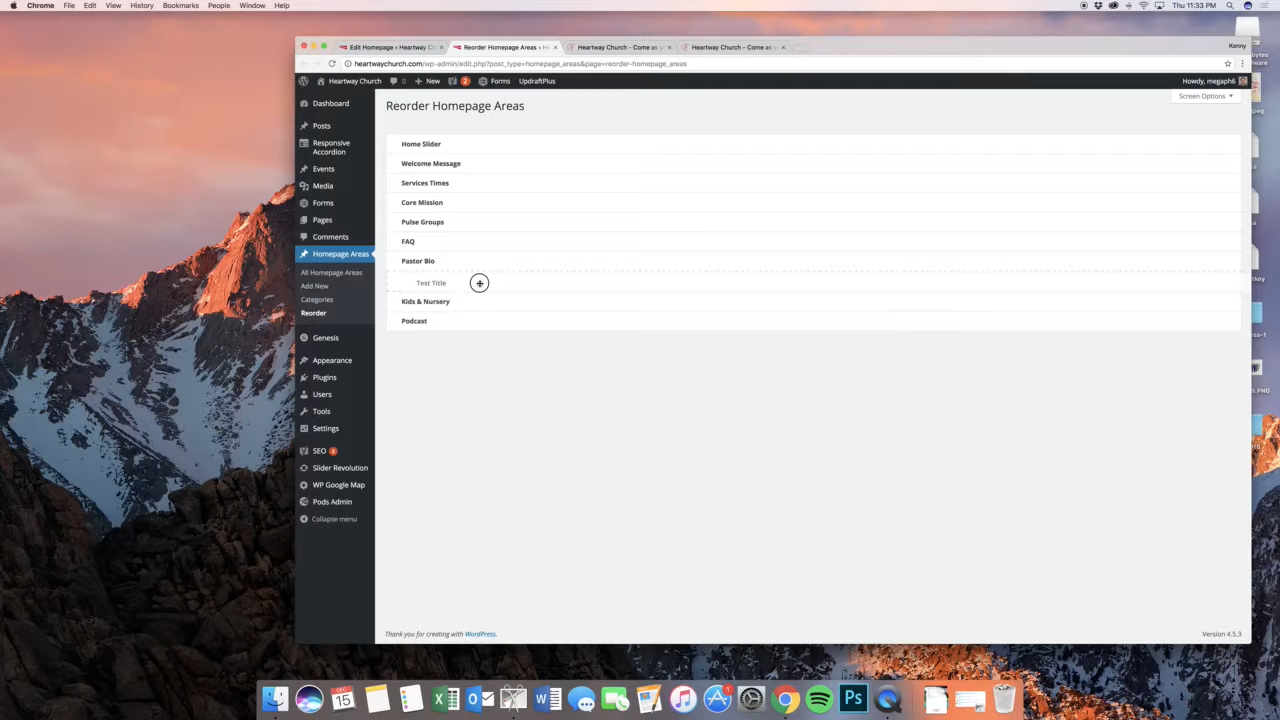 Chrome File Edit View History Bookmarks People Window Help
Thu 11:33 PM
Edit Homepage ‹ Heartway C
Reorder Homepage Areas ‹ H
Heartway Church - Come as y
Heartway Church - Come as y
Kenny
heartwaychurch.com/wp-admin/edit.php?post_type=homepage_areas&page=reorder-homepage_areas
Heartway Church 0 New 2 Forms UpdraftPlus
Howdy, megaph6
Screen Options
Reorder Homepage Areas
Dashboard
Posts
Responsive
Accordion
Events
Media
Forms
Pages
Comments
Homepage Areas
All Homepage Areas
Add New
Categories
Reorder
Genesis
Appearance
Plugins
Users
Tools
Settings
SEO
Slider Revolution
WP Google Map
Pods Admin
Collapse menu
Home Slider
Welcome Message
Services Times
Core Mission
Pulse Groups
FAQ
Pastor Bio
Test Title
Kids & Nursery
Podcast
Thank you for creating with WordPress.
Version 4.5.3
DEC
15
Ps